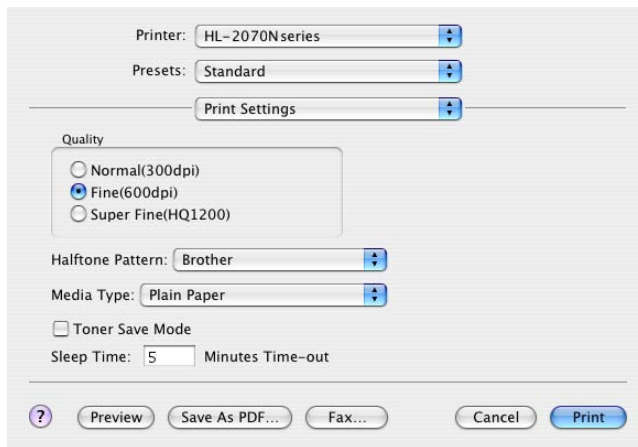 Printer: HL-2070N series
Presets: Standard
Print Settings
Quality
Normal(300dpi)
Fine(600dpi)
Super Fine(HQ1200)
Halftone Pattern: Brother
Media Type: Plain Paper
Toner Save Mode
Sleep Time: 5 Minutes Time-out
? Preview Save As PDF... Fax... Cancel Print